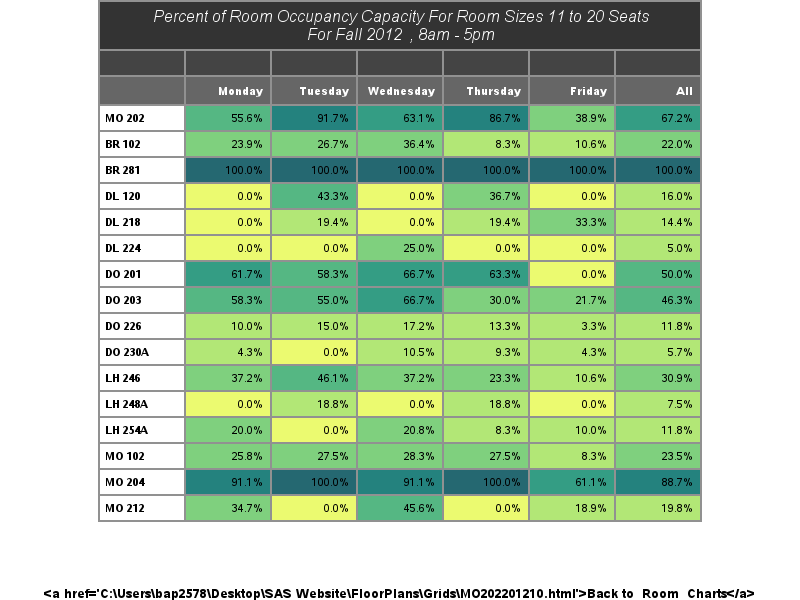 Percent of Room Occupancy Capacity For Room Sizes 11 to 20 Seats
For Fall 2012 , 8am - 5pm
Monday Tuesday Wednesday Thursday Friday All
MO 202 55.6% 91.7% 63.1% 86.7% 38.9% 67.2%
BR 102 23.9% 26.7% 36.4% 8.3% 10.6% 22.0%
BR 281 100.0% 100.0% 100.0% 100.0% 100.0% 100.0%
DL 120 0.0% 43.3% 0.0% 36.7% 0.0% 16.0%
DL 218 0.0% 19.4% 0.0% 19.4% 33.3% 14.4%
DL 224 0.0% 0.0% 25.0% 0.0% 0.0% 5.0%
DO 201 61.7% 58.3% 66.7% 63.3% 0.0% 50.0%
DO 203 58.3% 55.0% 66.7% 30.0% 21.7% 46.3%
DO 226 10.0% 15.0% 17.2% 13.3% 3.3% 11.8%
DO 230A 4.3% 0.0% 10.5% 9.3% 4.3% 5.7%
LH 246 37.2% 46.1% 37.2% 23.3% 10.6% 30.9%
LH 248A 0.0% 18.8% 0.0% 18.8% 0.0% 7.5%
LH 254A 20.0% 0.0% 20.8% 8.3% 10.0% 11.8%
MO 102 25.8% 27.5% 28.3% 27.5% 8.3% 23.5%
MO 204 91.1% 100.0% 91.1% 100.0% 61.1% 88.7%
MO 212 34.7% 0.0% 45.6% 0.0% 18.9% 19.8%
<a href='C:\Users\bap2578\Desktop\SAS Website\FloorPlans\Grids\MO202201210.html'>Back to Room Charts</a>